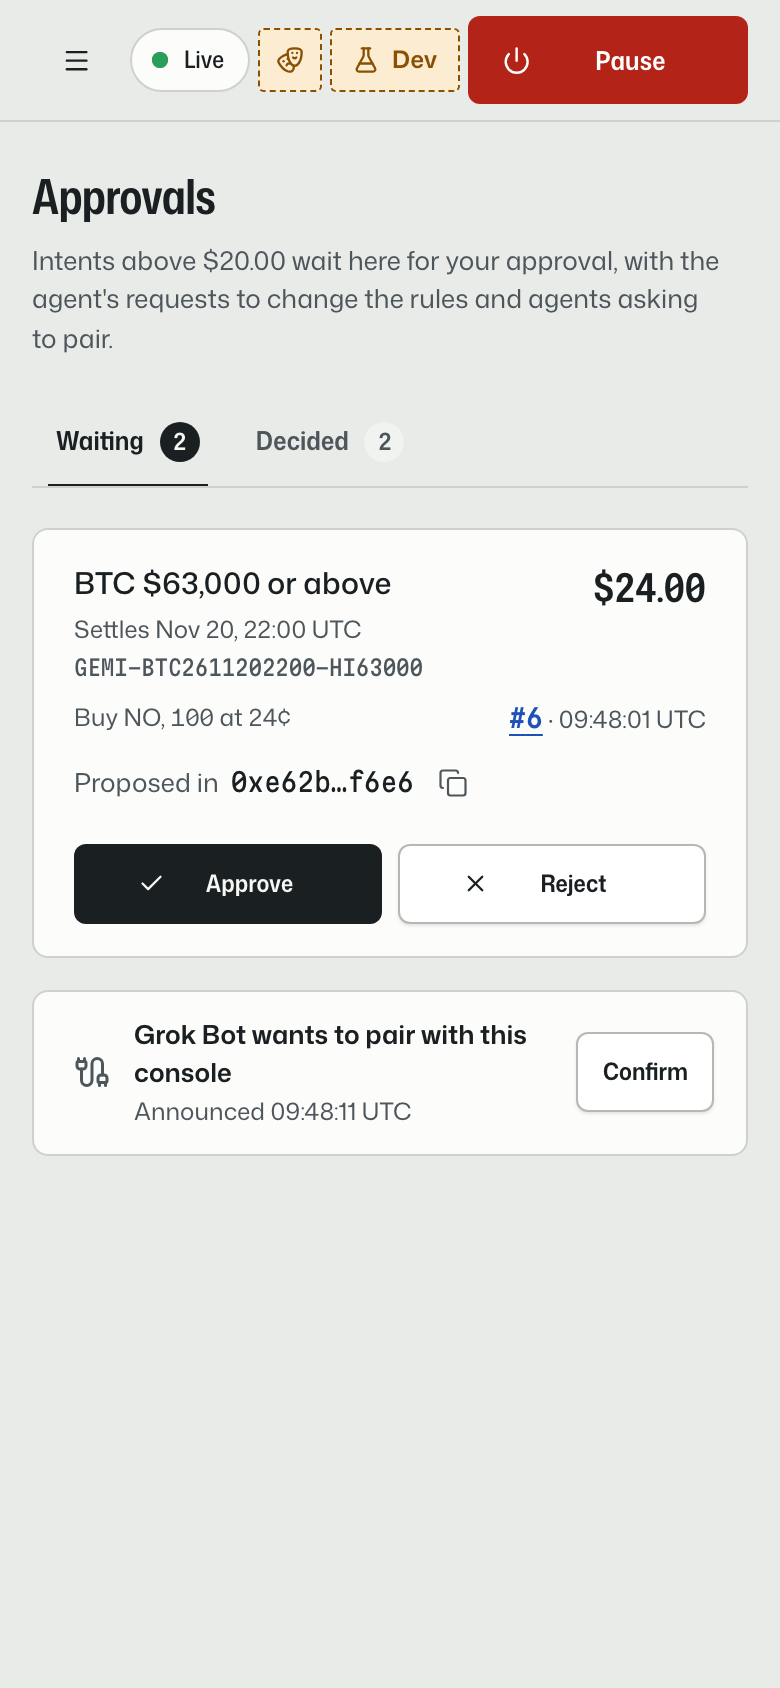 Live
Dev
Pause
Approvals
Intents above $20.00 wait here for your approval, with the
agent's requests to change the rules and agents asking
to pair.
Waiting 2
Decided 2
BTC $63,000 or above
$24.00
Settles Nov 20, 22:00 UTC
GEMI-BTC2611202200-HI63000
Buy NO, 100 at 24¢
#6 · 09:48:01 UTC
Proposed in 0xe62b…f6e6
Approve
Reject
Grok Bot wants to pair with this
console
Announced 09:48:11 UTC
Confirm